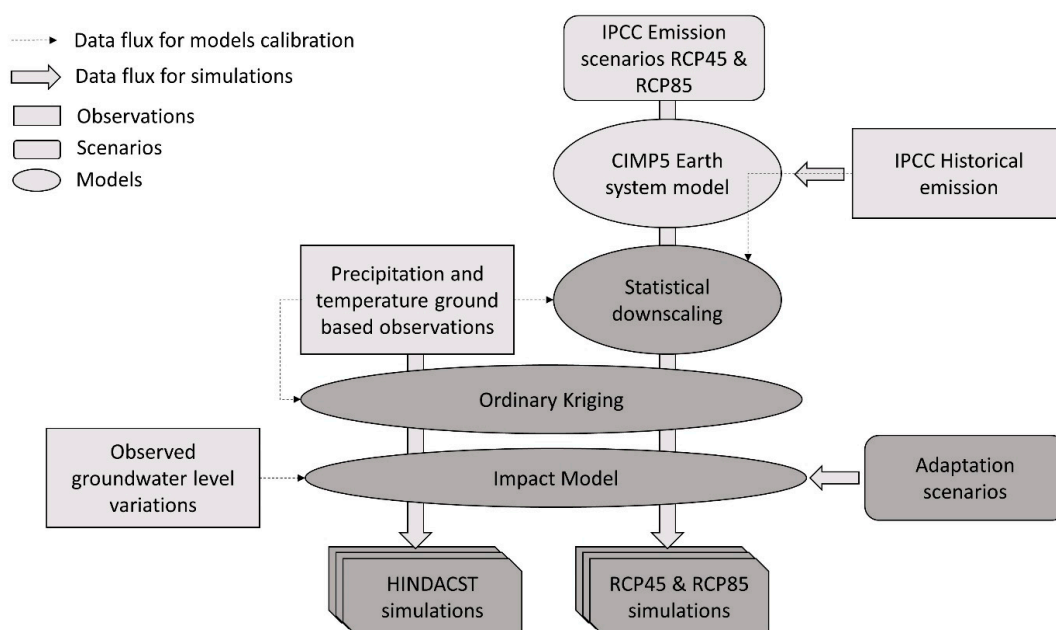 Data flux for models calibration
Data flux for simulations
Observations
Scenarios
Models
IPCC Emission
scenarios RCP45 &
RCP85
CIMP5 Earth
system model
IPCC Historical
emission
Precipitation and
temperature ground
based observations
Statistical
downscaling
Ordinary Kriging
Observed
groundwater level
variations
Impact Model
Adaptation
scenarios
HINDACST
simulations
RCP45 & RCP85
simulations